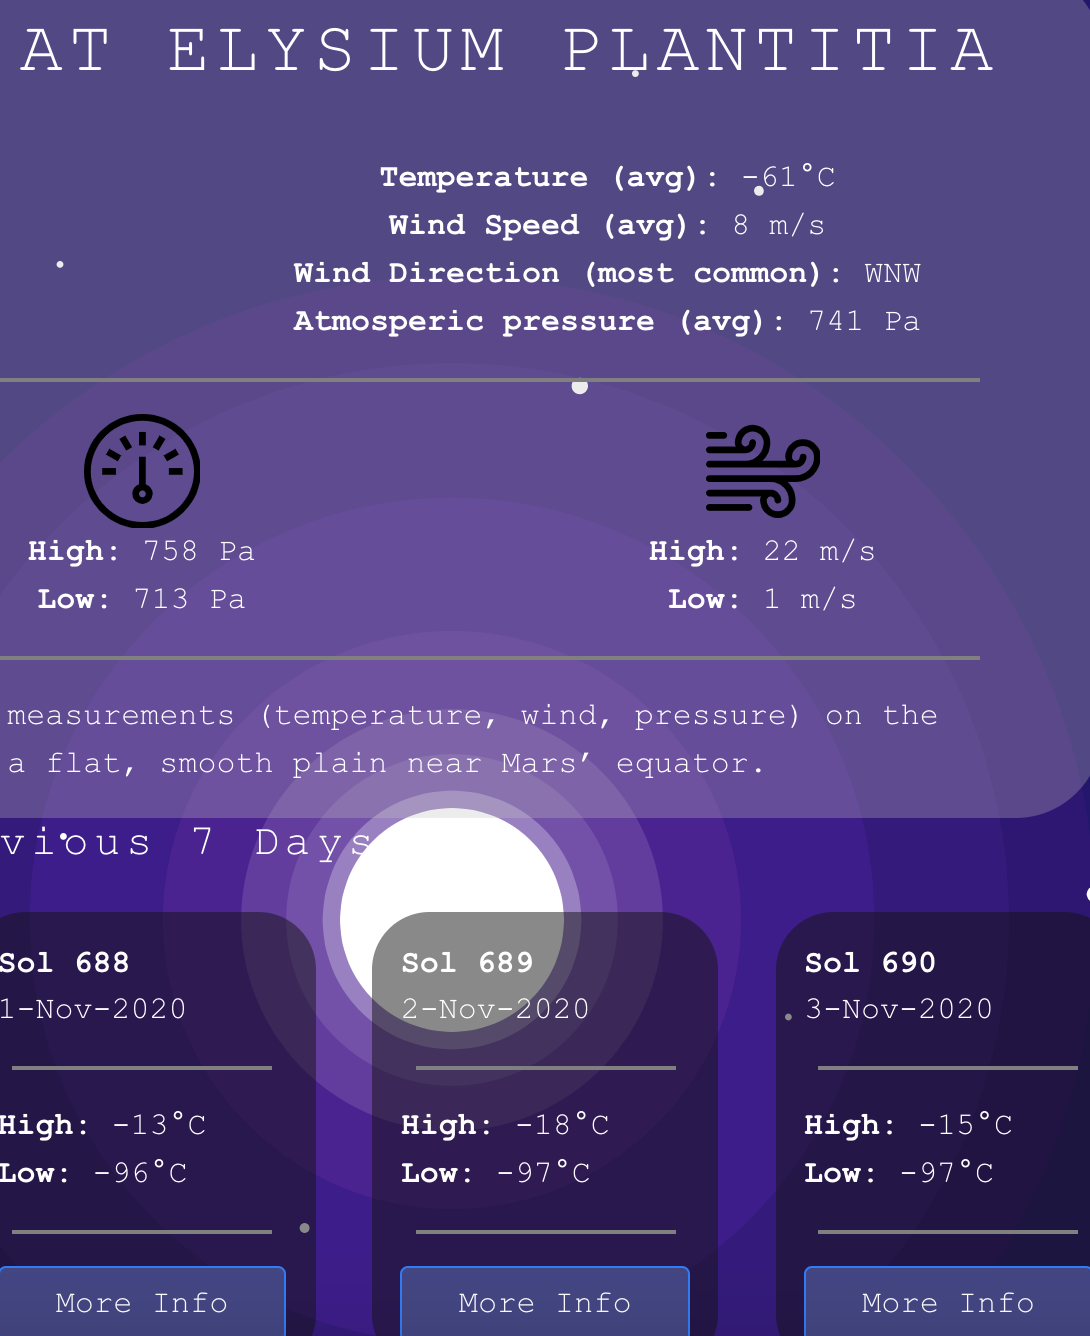 AT ELYSIUM PLANTITIA
Temperature (avg): -61°C
Wind Speed (avg): 8 m/s
Wind Direction (most common): WNW
Atmosperic pressure (avg): 741 Pa
High: 758 Pa
Low: 713 Pa
High: 22 m/s
Low: 1 m/s
measurements (temperature, wind, pressure) on the
a flat, smooth plain near Mars’ equator.
vious 7 Days
Sol 688
1-Nov-2020
High: -13°C
Low: -96°C
More Info
Sol 689
2-Nov-2020
High: -18°C
Low: -97°C
More Info
Sol 690
3-Nov-2020
High: -15°C
Low: -97°C
More Info